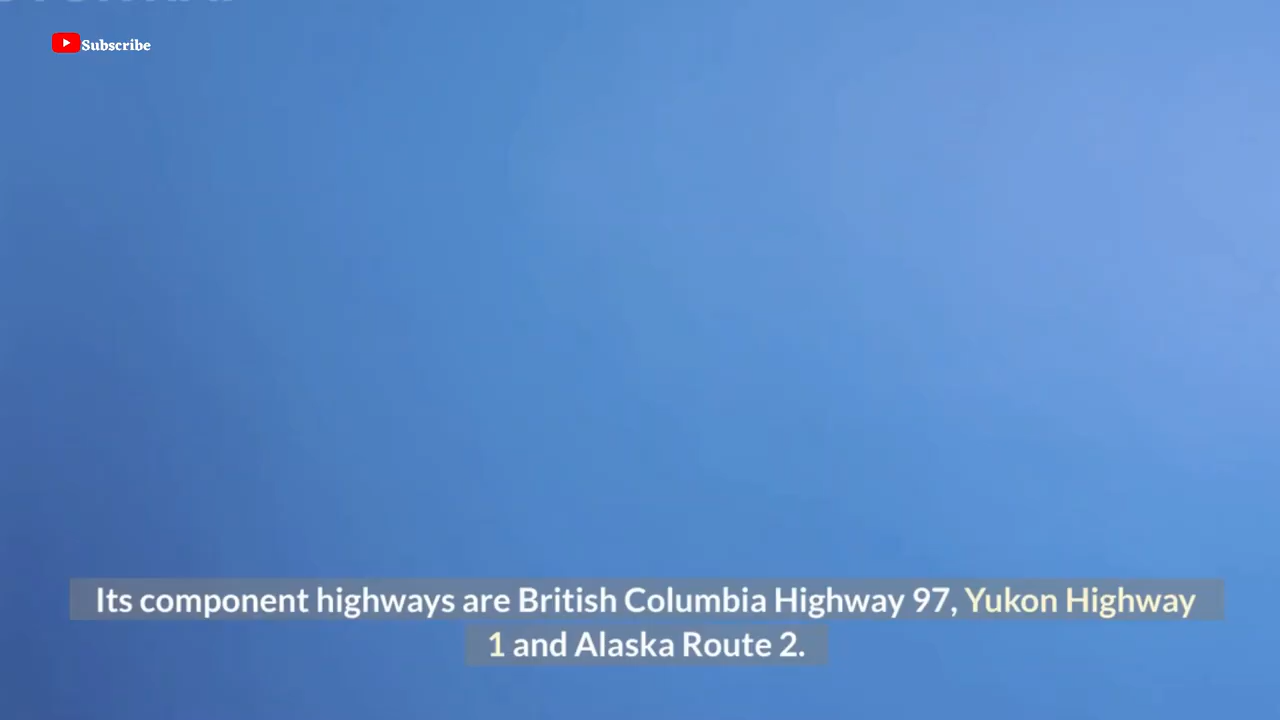 Subscribe
Its component highways are British Columbia Highway 97, Yukon Highway
1 and Alaska Route 2.